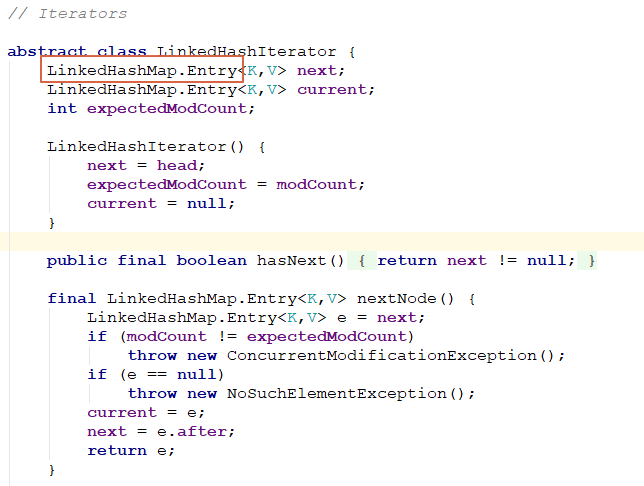 // Iterators
abstract class LinkedHashIterator {
LinkedHashMap.Entry<K,V> next;
LinkedHashMap.Entry<K,V> current;
int expectedModCount;
LinkedHashIterator() {
next = head;
expectedModCount = modCount;
current = null;
}
public final boolean hasNext() { return next != null; }
final LinkedHashMap.Entry<K,V> nextNode() {
LinkedHashMap.Entry<K,V> e = next;
if (modCount != expectedModCount)
throw new ConcurrentModificationException();
if (e == null)
throw new NoSuchElementException();
current = e;
next = e.after;
return e;
}